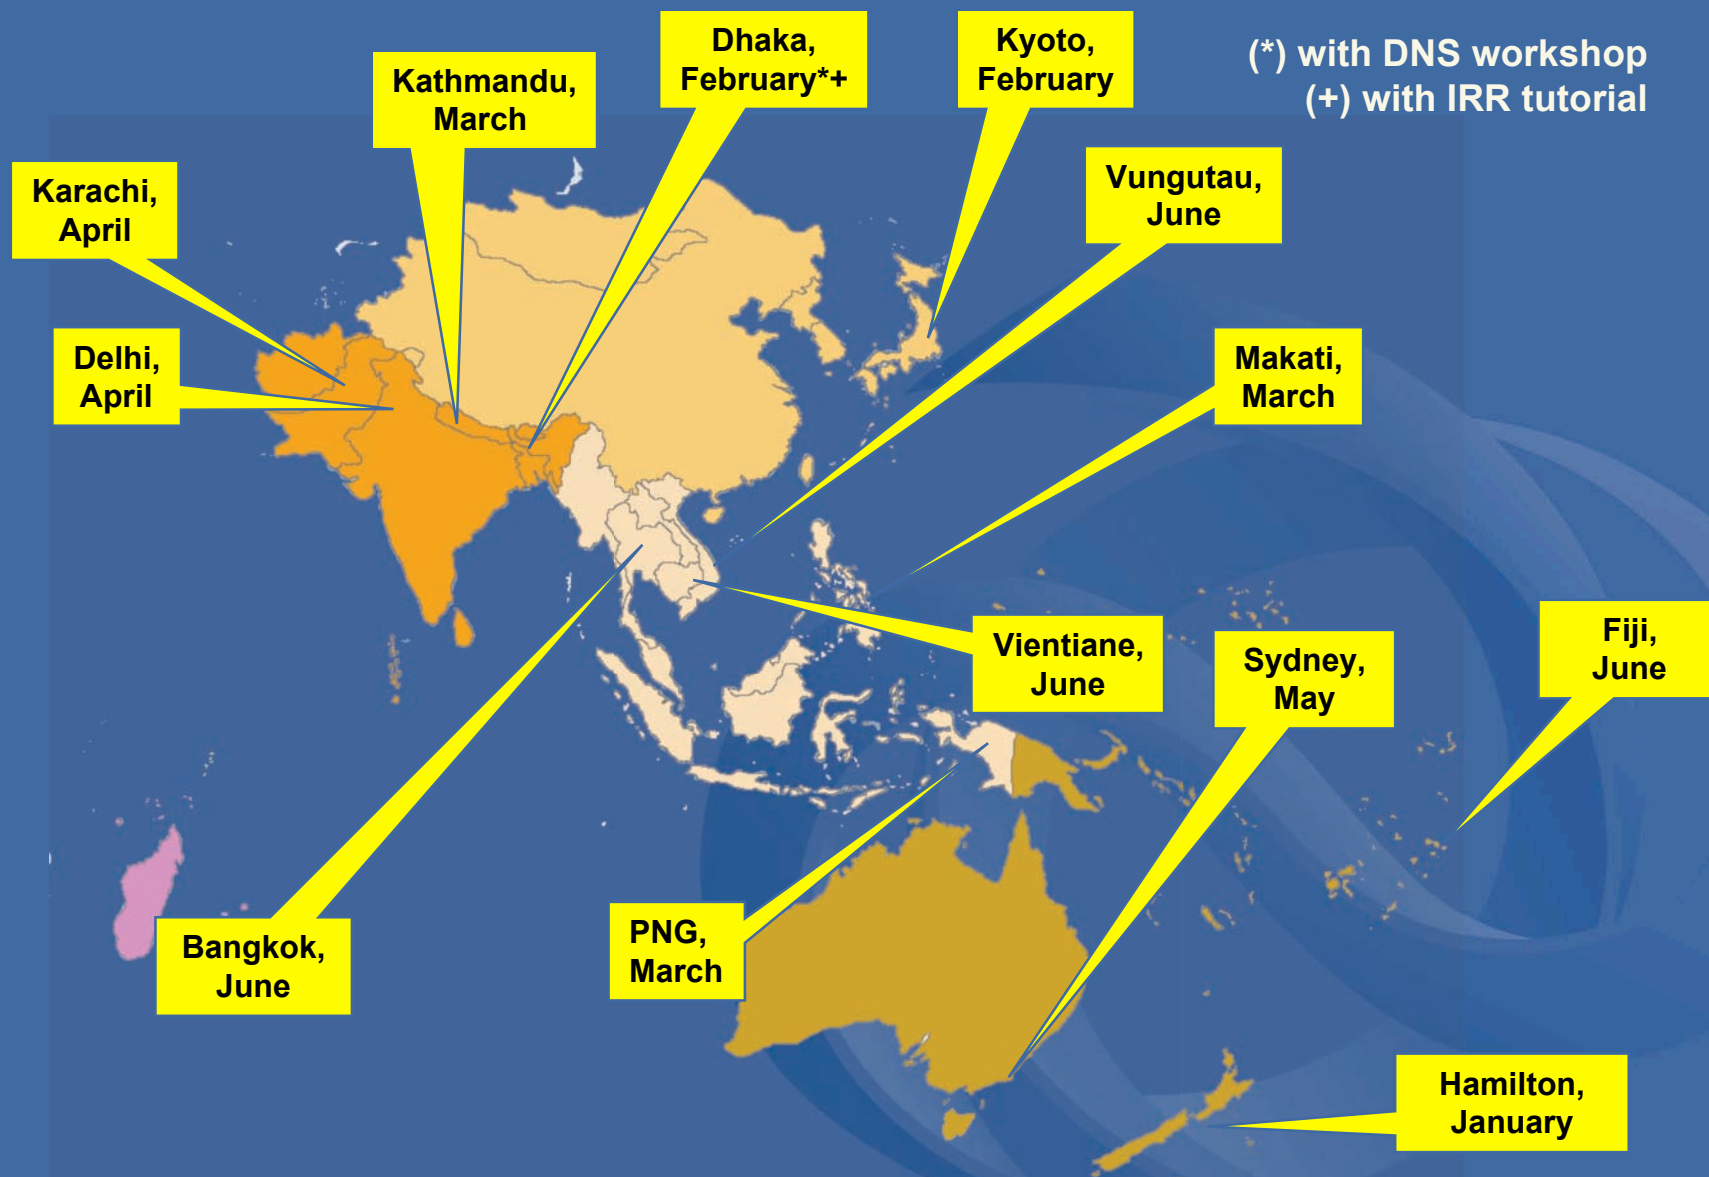 Dhaka,
February*+
Kyoto,
February
(*) with DNS workshop
(+) with IRR tutorial
Kathmandu,
March
Karachi,
April
Vungutau,
June
Delhi,
April
Makati,
March
Vientiane,
June
Sydney,
May
Fiji,
June
Bangkok,
June
PNG,
March
Hamilton,
January